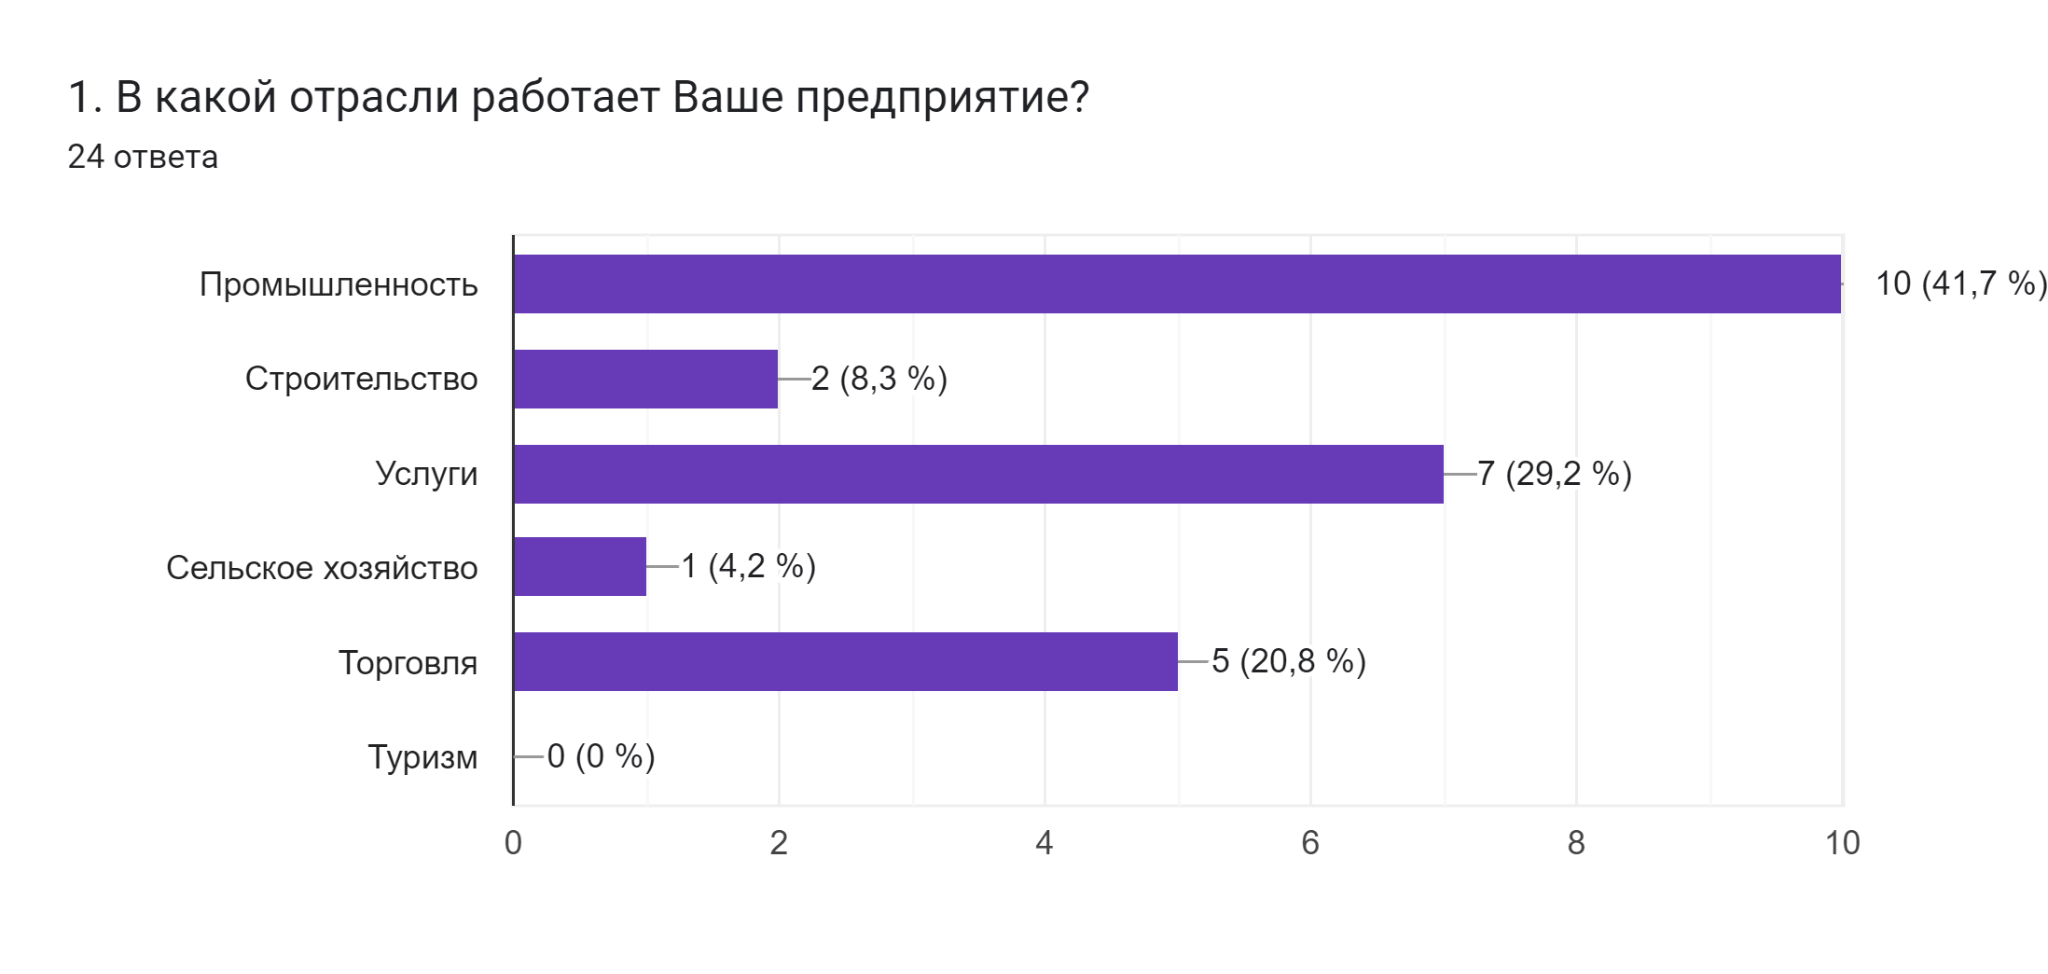 1. В какой отрасли работает Ваше предприятие?
24 ответа
Промышленность 10 (41,7 %)
Строительство 2 (8,3 %)
Услуги 7 (29,2 %)
Сельское хозяйство 1 (4,2 %)
Торговля 5 (20,8 %)
Туризм 0 (0 %)
0 2 4 6 8 10